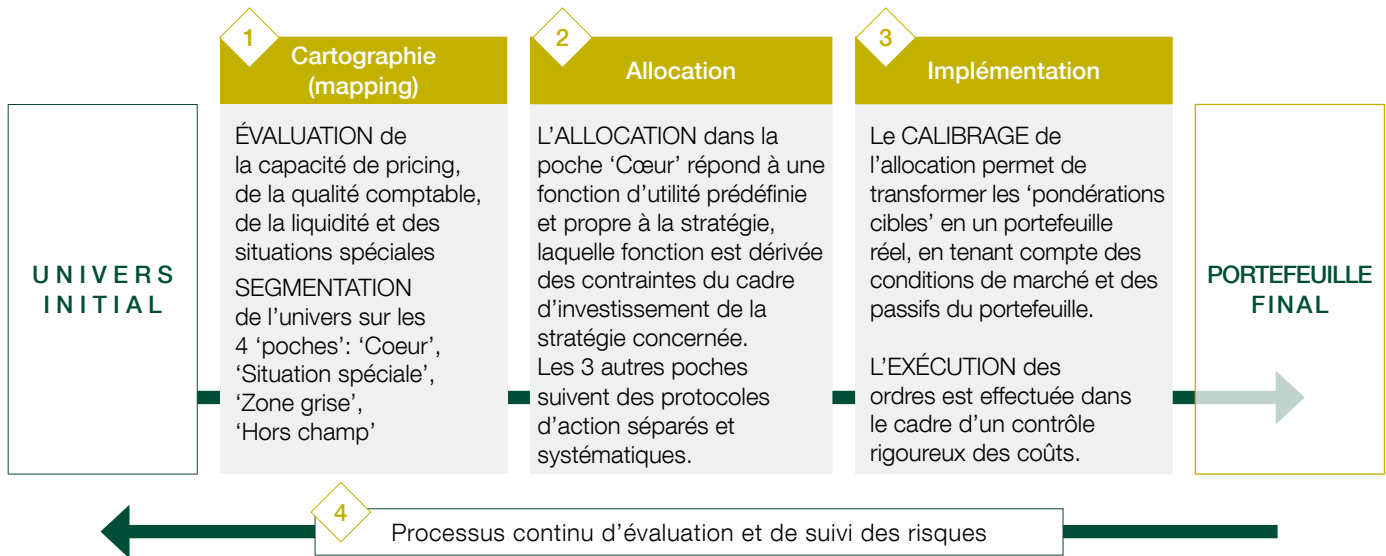 UNIVERS
INITIAL
1
Cartographie
(mapping)
ÉVALUATION de
la capacité de pricing,
de la qualité comptable,
de la liquidité et des
situations spéciales
SEGMENTATION
de l’univers sur les
4 ‘poches’: ‘Coeur’,
‘Situation spéciale’,
‘Zone grise’,
‘Hors champ’
2
Allocation
L’ALLOCATION dans la
poche ‘Cœur’ répond à une
fonction d’utilité prédéfinie
et propre à la stratégie,
laquelle fonction est dérivée
des contraintes du cadre
d’investissement de la
stratégie concernée.
Les 3 autres poches
suivent des protocoles
d’action séparés et
systématiques.
3
Implémentation
Le CALIBRAGE de
l’allocation permet de
transformer les ‘pondérations
cibles’ en un portefeuille
réel, en tenant compte des
conditions de marché et des
passifs du portefeuille.
L’EXÉCUTION des
ordres est effectuée dans
le cadre d’un contrôle
rigoureux des coûts.
PORTEFEUILLE
FINAL
4
Processus continu d’évaluation et de suivi des risques